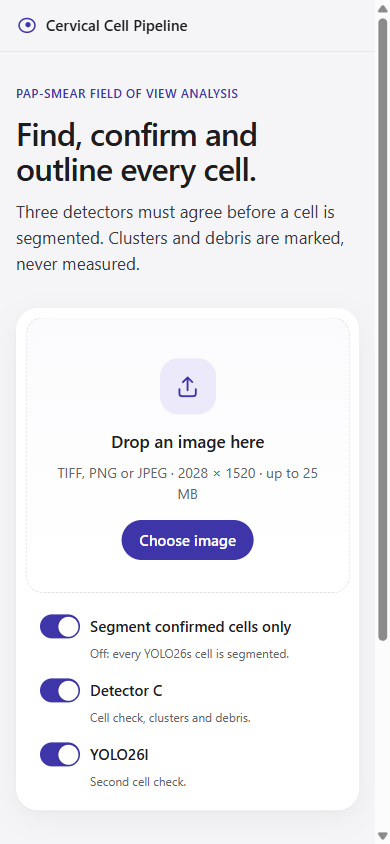 Cervical Cell Pipeline
PAP-SMEAR FIELD OF VIEW ANALYSIS
Find, confirm and
outline every cell.
Three detectors must agree before a cell is
segmented. Clusters and debris are marked,
never measured.
Drop an image here
TIFF, PNG or JPEG · 2028 × 1520 · up to 25
MB
Choose image
Segment confirmed cells only
Off: every YOLO26s cell is segmented.
Detector C
Cell check, clusters and debris.
YOLO26l
Second cell check.